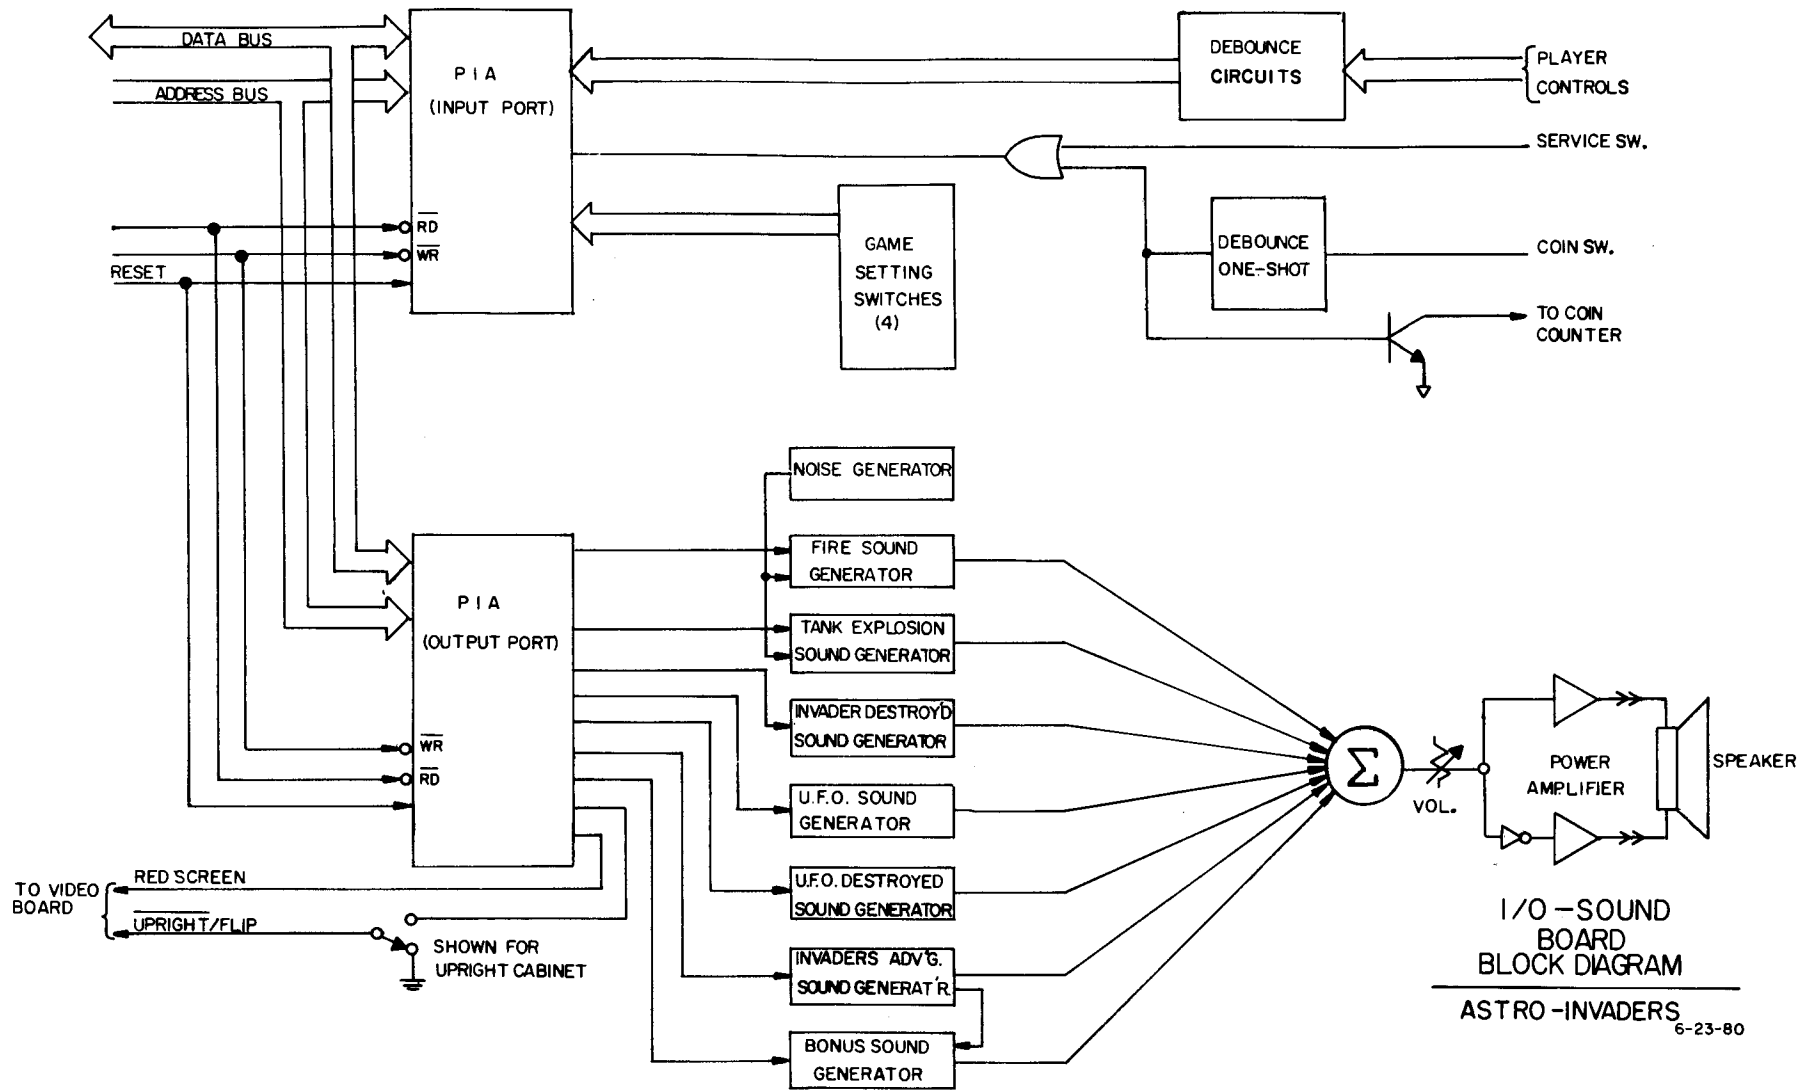 DATA BUS
ADDRESS BUS
RD
WR
RESET
PIA
(INPUT PORT)
DEBOUNCE
CIRCUITS
PLAYER
CONTROLS
SERVICE SW.
GAME
SETTING
SWITCHES
(4)
DEBOUNCE
ONE-SHOT
COIN SW.
TO COIN
COUNTER
PIA
(OUTPUT PORT)
WR
RD
NOISE GENERATOR
FIRE SOUND
GENERATOR
TANK EXPLOSION
SOUND GENERATOR
INVADER DESTROY'D
SOUND GENERATOR
U.F.O. SOUND
GENERATOR
U.F.O. DESTROYED
SOUND GENERATOR
INVADERS ADV'G.
SOUND GENERAT'R.
BONUS SOUND
GENERATOR
Σ
VOL.
POWER
AMPLIFIER
SPEAKER
TO VIDEO
BOARD
RED SCREEN
UPRIGHT/FLIP
SHOWN FOR
UPRIGHT CABINET
I/O-SOUND
BOARD
BLOCK DIAGRAM
ASTRO-INVADERS
6-23-80